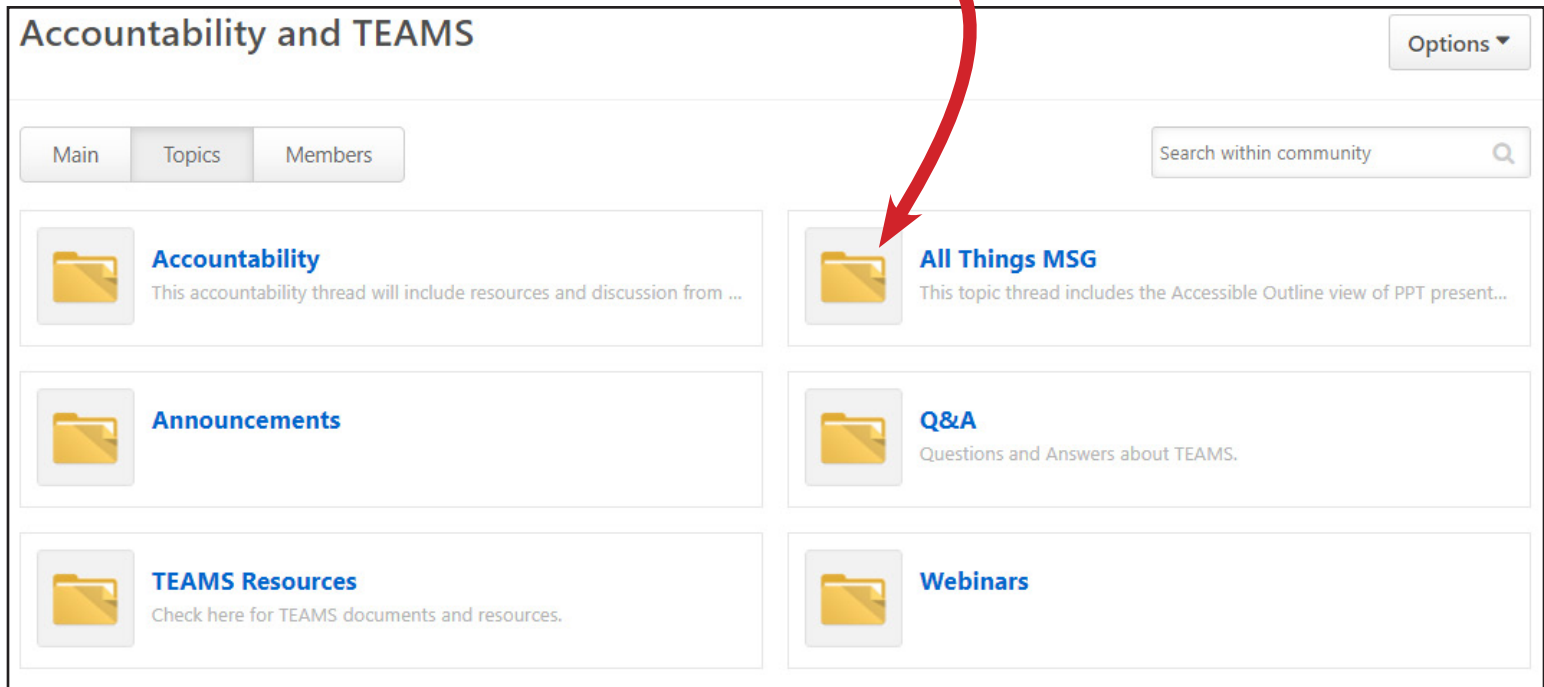 Accountability and TEAMS
Options
Main
Topics
Members
Search within community
Accountability
This accountability thread will include resources and discussion from ...
All Things MSG
This topic thread includes the Accessible Outline view of PPT present...
Announcements
Q&A
Questions and Answers about TEAMS.
TEAMS Resources
Check here for TEAMS documents and resources.
Webinars